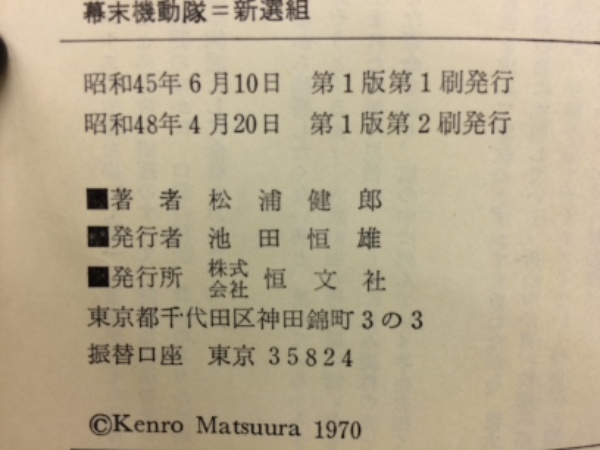 幕末機動隊＝新選組
昭和45年6月10日　第1版第1刷発行
昭和48年4月20日　第1版第2刷発行
■著　者　松　浦　健　郎
■発行者　池　田　恒　雄
■発行所　株式会社　恒　文　社
東京都千代田区神田錦町3の3
振替口座　東京 35824
©Kenro Matsuura 1970